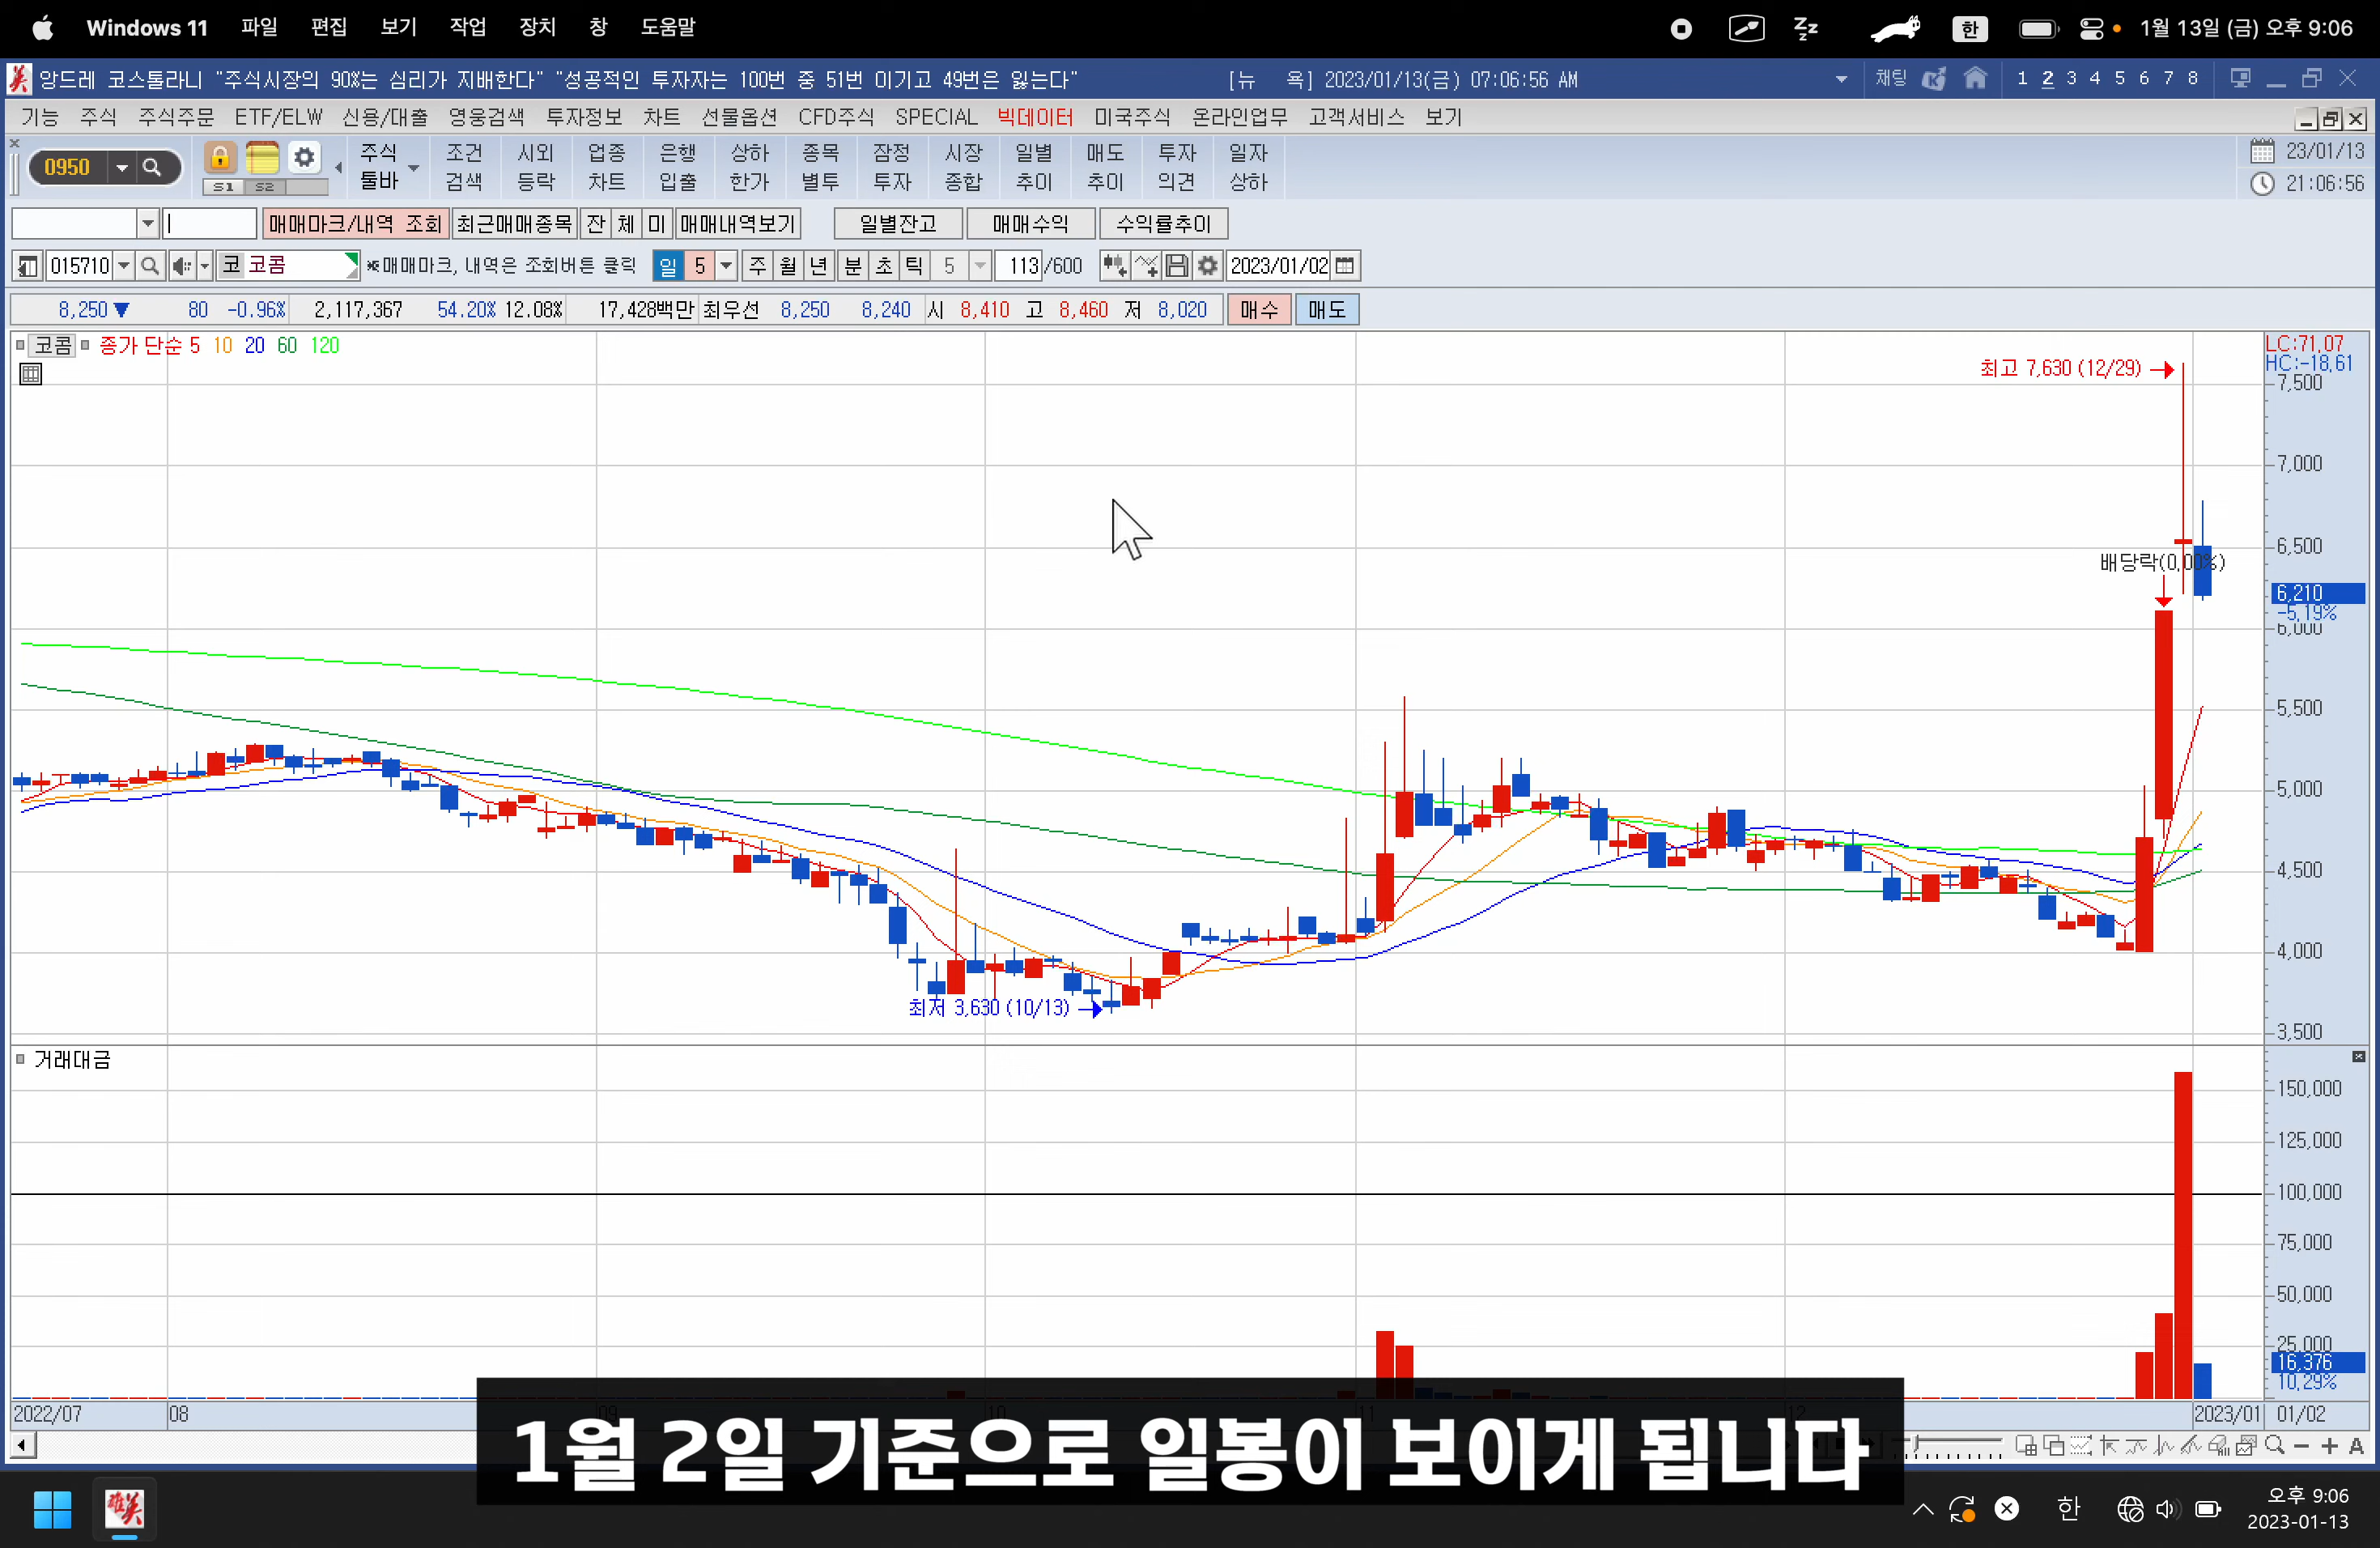 Windows 11 파일 편집 보기 작업 장치 창 도움말 한 1월 13일 (금) 오후 9:06
앙드레 코스톨라니 "주식시장의 90%는 심리가 지배한다" "성공적인 투자자는 100번 중 51번 이기고 49번은 잃는다" [뉴 욕] 2023/01/13(금) 07:06:56 AM 채팅 1 2 3 4 5 6 7 8
기능 주식 주식주문 ETF/ELW 신용/대출 영웅검색 투자정보 차트 선물옵션 CFD주식 SPECIAL 빅데이터 미국주식 온라인업무 고객서비스 보기
0950 S1 S2 주식 툴바 조건 검색 시외 등락 업종 차트 은행 입출 상하 한가 종목 별투 잠정 투자 시장 종합 일별 추이 매도 추이 투자 의견 일자 상하 23/01/13
21:06:56
매매마크/내역 조회 최근매매종목 잔 체 미 매매내역보기 일별잔고 매매수익 수익률추이
015710 코 코콤 ※매매마크, 내역은 조회버튼 클릭 일 5 주 월 년 분 초 틱 5 113 /600 2023/01/02
8,250 ▼ 80 -0.96% 2,117,367 54.20% 12.08% 17,428백만 최우선 8,250 8,240 시 8,410 고 8,460 저 8,020 매수 매도
코콤 종가 단순 5 10 20 60 120
LC:71.07
HC:-18.61
최고 7,630 (12/29)
7,500
7,000
6,500
배당락(0.00%)
6,210
-5.19%
6,000
5,500
5,000
4,500
4,000
최저 3,630 (10/13)
3,500
거래대금
150,000
125,000
100,000
75,000
50,000
25,000
16,376
10.29%
2022/07 08 09 10 11 12 2023/01 01/02
A
1월 2일 기준으로 일봉이 보이게 됩니다
한 오후 9:06
2023-01-13